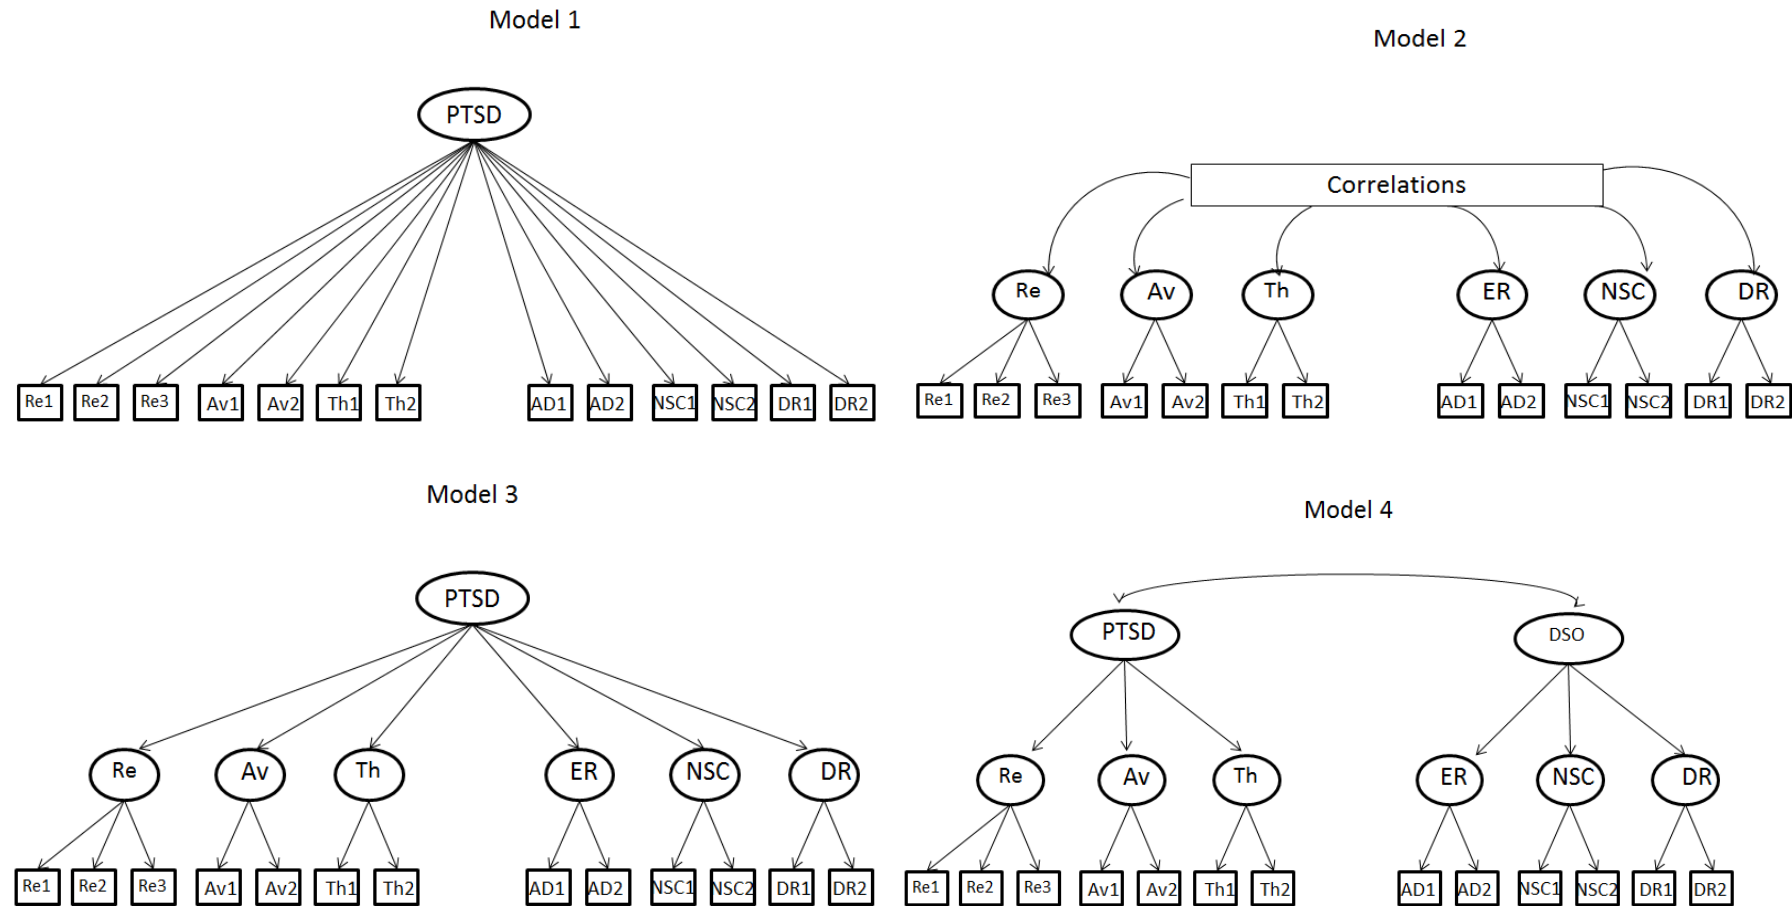 Model 1
PTSD
Re1 Re2 Re3 Av1 Av2 Th1 Th2 AD1 AD2 NSC1 NSC2 DR1 DR2
Model 2
Correlations
Re Av Th ER NSC DR
Re1 Re2 Re3 Av1 Av2 Th1 Th2 AD1 AD2 NSC1 NSC2 DR1 DR2
Model 3
PTSD
Re Av Th ER NSC DR
Re1 Re2 Re3 Av1 Av2 Th1 Th2 AD1 AD2 NSC1 NSC2 DR1 DR2
Model 4
PTSD DSO
Re Av Th ER NSC DR
Re1 Re2 Re3 Av1 Av2 Th1 Th2 AD1 AD2 NSC1 NSC2 DR1 DR2